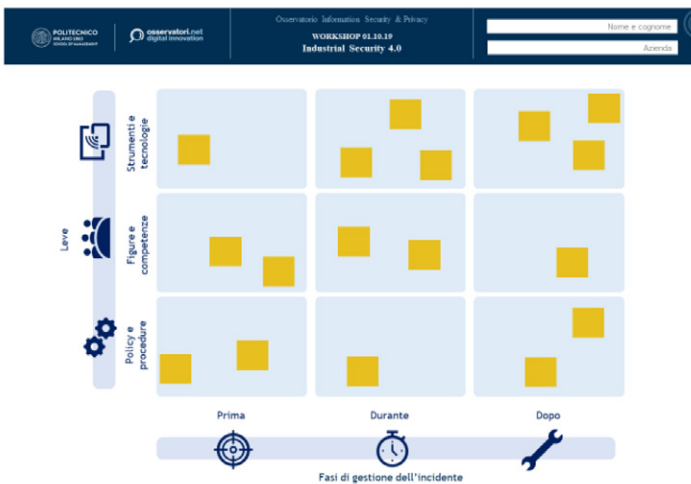 POLITECNICO
MILANO 1863
SCHOOL OF MANAGEMENT
osservatori.net
digital innovation
Osservatorio Information Security & Privacy
WORKSHOP 01.10.19
Industrial Security 4.0
Nome e cognome
Azienda
Leve
Strumenti e
tecnologie
Figure e
competenze
Policy e
procedure
Prima
Durante
Dopo
Fasi di gestione dell'incidente